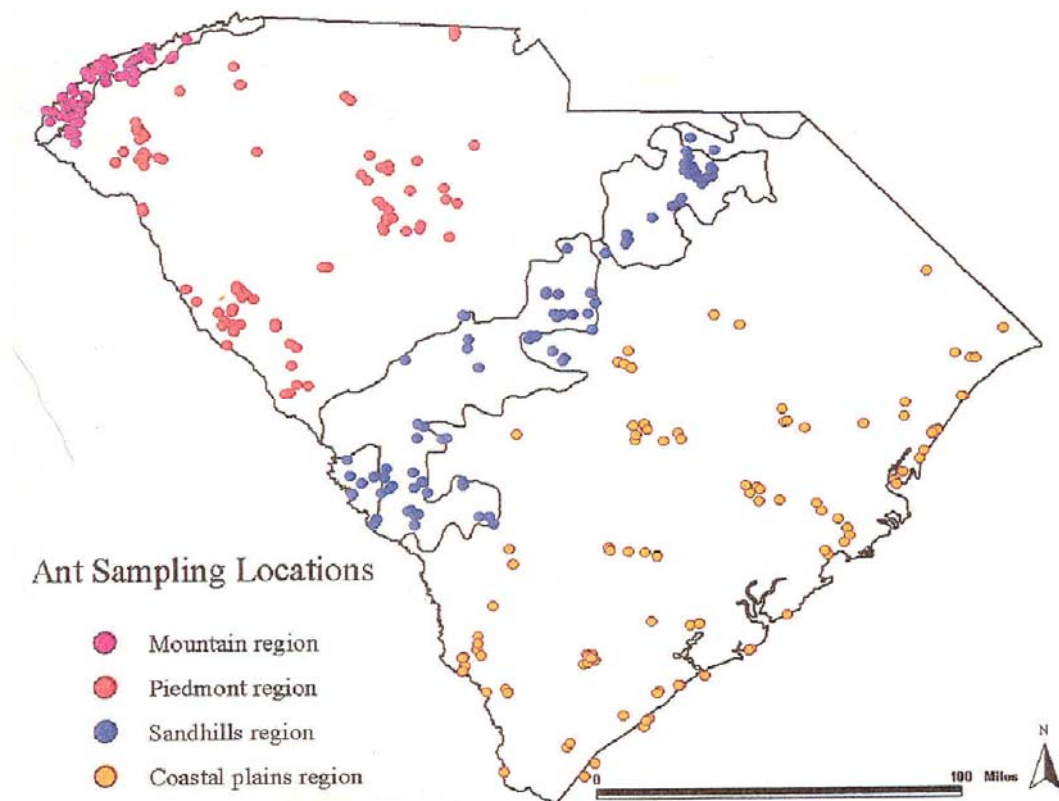 Ant Sampling Locations
Mountain region
Piedmont region
Sandhills region
Coastal plains region
N
0 100 Miles